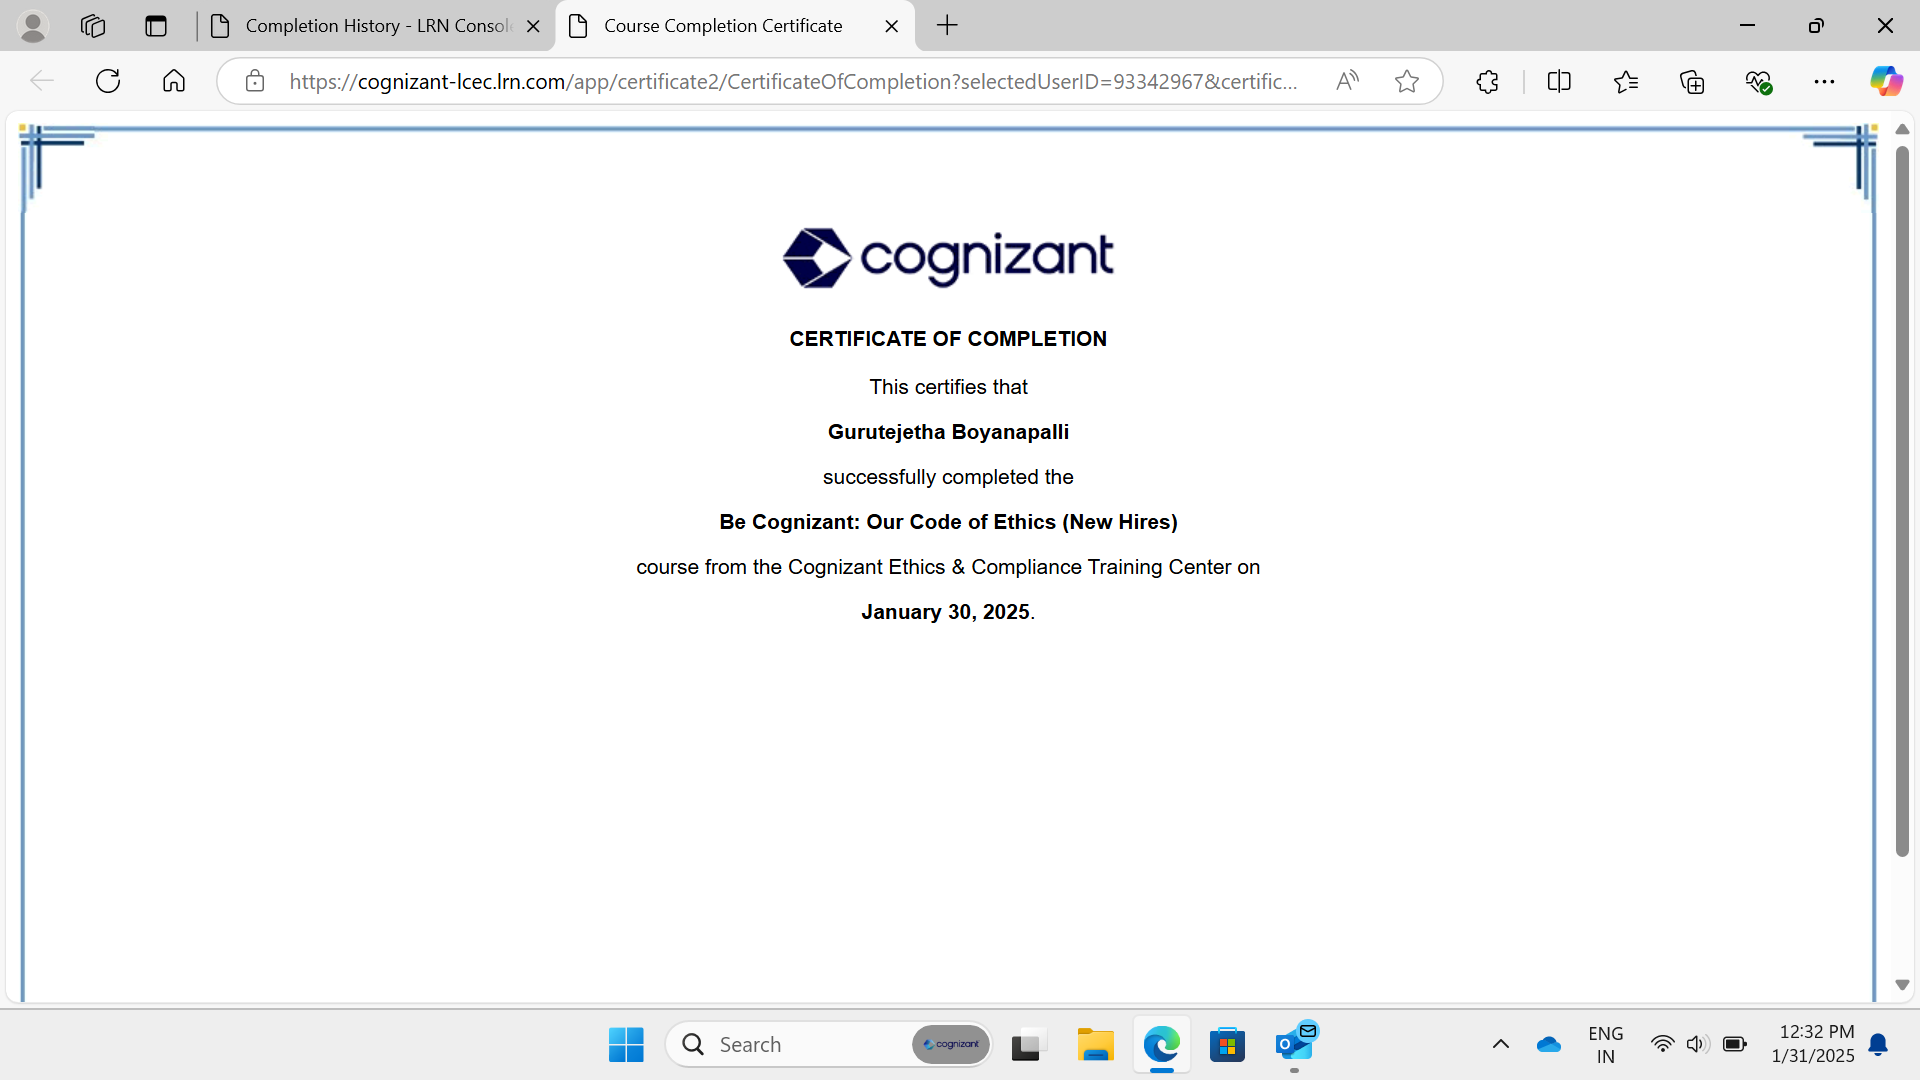 Completion History - LRN Consol
Course Completion Certificate
https://cognizant-lcec.lrn.com/app/certificate2/CertificateOfCompletion?selectedUserID=93342967&certific...
cognizant
CERTIFICATE OF COMPLETION
This certifies that
Gurutejetha Boyanapalli
successfully completed the
Be Cognizant: Our Code of Ethics (New Hires)
course from the Cognizant Ethics & Compliance Training Center on
January 30, 2025.
Search
cognizant
ENG
IN
12:32 PM
1/31/2025